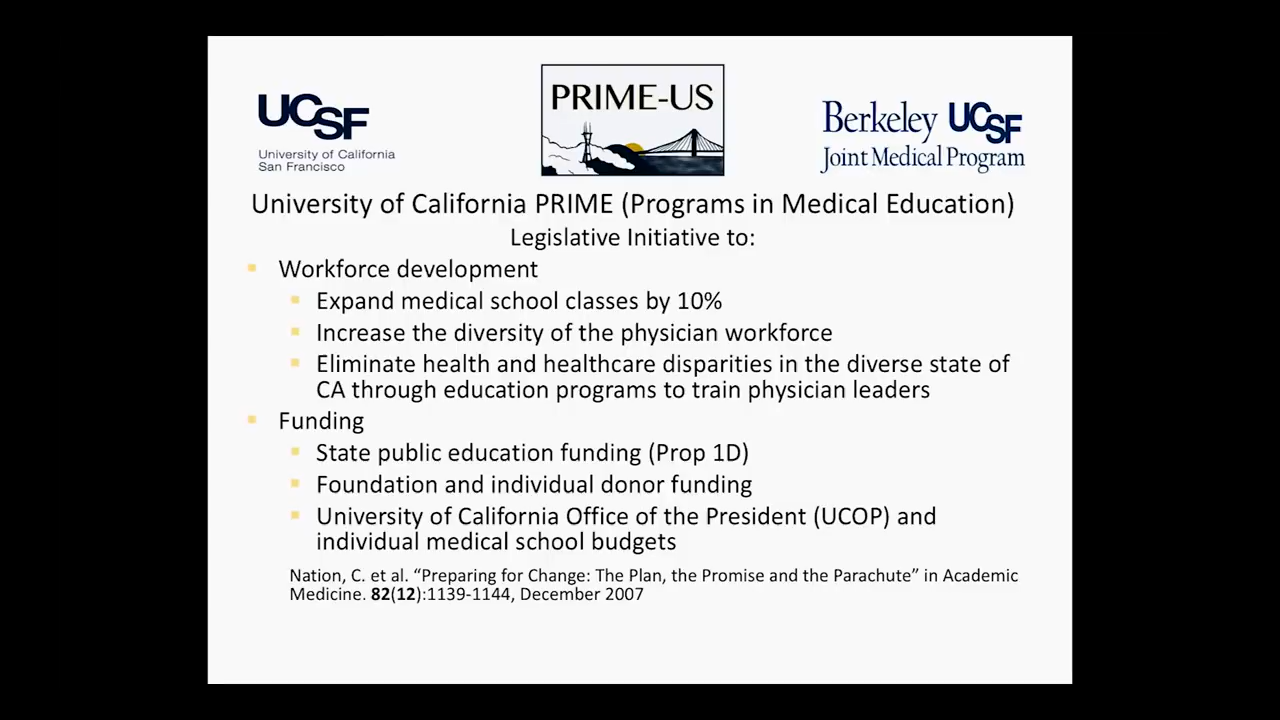 UCSF
University of California
San Francisco
PRIME-US
Berkeley UCSF
Joint Medical Program
University of California PRIME (Programs in Medical Education)
Legislative Initiative to:
Workforce development
Expand medical school classes by 10%
Increase the diversity of the physician workforce
Eliminate health and healthcare disparities in the diverse state of
CA through education programs to train physician leaders
Funding
State public education funding (Prop 1D)
Foundation and individual donor funding
University of California Office of the President (UCOP) and
individual medical school budgets
Nation, C. et al. “Preparing for Change: The Plan, the Promise and the Parachute” in Academic
Medicine. 82(12):1139-1144, December 2007